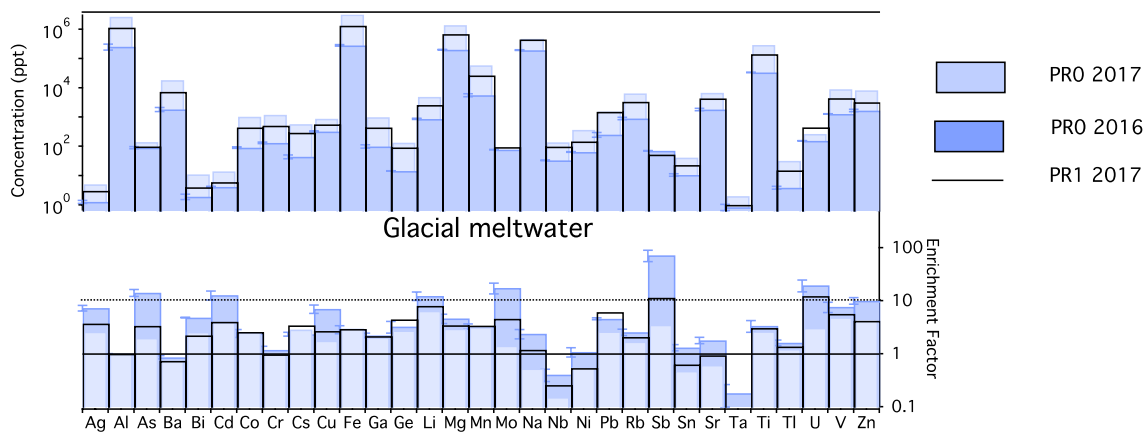 Concentration (ppt)
10^6
10^4
10^2
10^0
PR0 2017
PR0 2016
PR1 2017
Glacial meltwater
100
10
1
0.1
Enrichment Factor
Ag Al As Ba Bi Cd Co Cr Cs Cu Fe Ga Ge Li Mg Mn Mo Na Nb Ni Pb Rb Sb Sn Sr Ta Ti Tl U V Zn